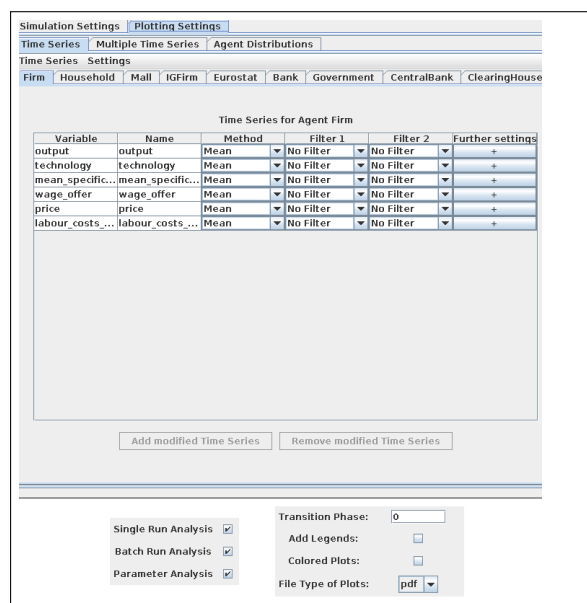 Simulation Settings Plotting Settings
Time Series Multiple Time Series Agent Distributions
Time Series Settings
Firm Household Mall IGFirm Eurostat Bank Government CentralBank ClearingHouse
Time Series for Agent Firm
Variable Name Method Filter 1 Filter 2 Further settings
output output Mean No Filter No Filter +
technology technology Mean No Filter No Filter +
mean_specific... mean_specific... Mean No Filter No Filter +
wage_offer wage_offer Mean No Filter No Filter +
price price Mean No Filter No Filter +
labour_costs_... labour_costs_... Mean No Filter No Filter +
Add modified Time Series Remove modified Time Series
Single Run Analysis
Batch Run Analysis
Parameter Analysis
Transition Phase: 0
Add Legends:
Colored Plots:
File Type of Plots: pdf